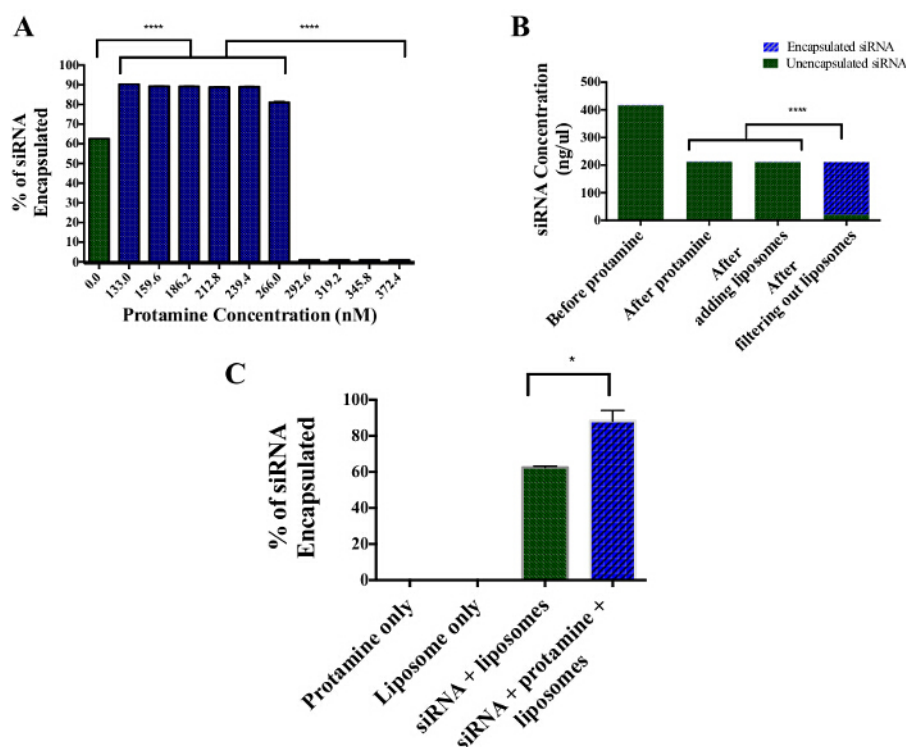 A
****
****
100
90
80
70
60
50
40
30
20
10
0
% of siRNA
Encapsulated
0.0
133.0
159.6
186.2
212.8
239.4
266.0
292.6
319.2
345.8
372.4
Protamine Concentration (nM)
B
Encapsulated siRNA
Unencapsulated siRNA
****
500
400
300
200
100
0
siRNA Concentration
(ng/ul)
Before protamine
After protamine
After
adding liposomes
After
filtering out liposomes
C
*
100
80
60
40
20
0
% of siRNA
Encapsulated
Protamine only
Liposome only
siRNA + liposomes
siRNA + protamine +
liposomes